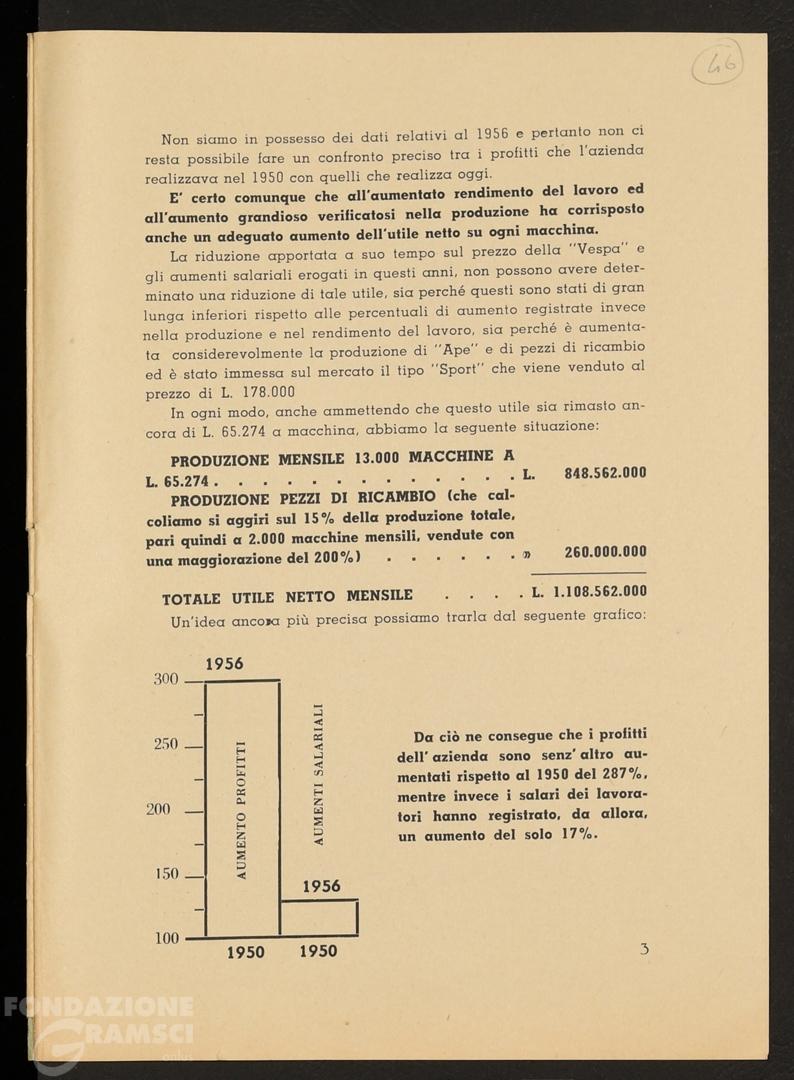 46
Non siamo in possesso dei dati relativi al 1956 e pertanto non ci
resta possibile fare un confronto preciso tra i profitti che l'azienda
realizzava nel 1950 con quelli che realizza oggi.
E' certo comunque che all'aumentato rendimento del lavoro ed
all'aumento grandioso verificatosi nella produzione ha corrisposto
anche un adeguato aumento dell'utile netto su ogni macchina.
La riduzione apportata a suo tempo sul prezzo della "Vespa" e
gli aumenti salariali erogati in questi anni, non possono avere deter-
minato una riduzione di tale utile, sia perché questi sono stati di gran
lunga inferiori rispetto alle percentuali di aumento registrate invece
nella produzione e nel rendimento del lavoro, sia perché è aumenta-
ta considerevolmente la produzione di "Ape" e di pezzi di ricambio
ed è stato immessa sul mercato il tipo "Sport" che viene venduto al
prezzo di L. 178.000
In ogni modo, anche ammettendo che questo utile sia rimasto an-
cora di L. 65.274 a macchina, abbiamo la seguente situazione:
PRODUZIONE MENSILE 13.000 MACCHINE A
L. 65.274 . . . . . . . . . . . . . L. 848.562.000
PRODUZIONE PEZZI DI RICAMBIO (che cal-
coliamo si aggiri sul 15% della produzione totale,
pari quindi a 2.000 macchine mensili, vendute con
una maggiorazione del 200%) . . . . . . » 260.000.000
TOTALE UTILE NETTO MENSILE . . . . L. 1.108.562.000
Un'idea ancora più precisa possiamo trarla dal seguente grafico:
1956
300
250
200
150
100
AUMENTO PROFITTI
AUMENTI SALARIALI
1956
1950 1950
Da ciò ne consegue che i profitti
dell'azienda sono senz'altro au-
mentati rispetto al 1950 del 287%,
mentre invece i salari dei lavora-
tori hanno registrato, da allora,
un aumento del solo 17%.
3
FONDAZIONE
GRAMSCI
onlus